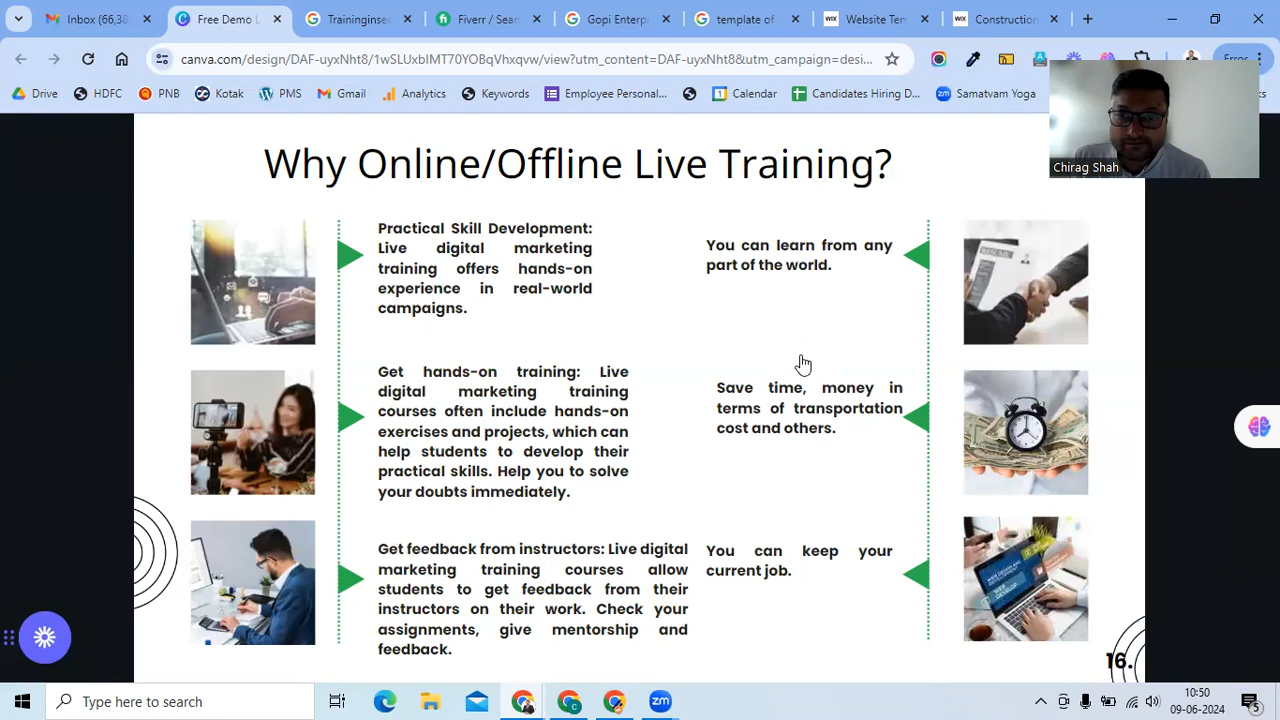 Inbox (66,38
Free Demo L
Traininginsec
Fiverr / Sear
Gopi Enterpr
template of
Website Tem
Construction
canva.com/design/DAF-uyxNht8/1wSLUxbIMT70YOBqVhxqvw/view?utm_content=DAF-uyxNht8&utm_campaign=desi...
Error
Drive
HDFC
PNB
Kotak
PMS
Gmail
Analytics
Keywords
Employee Personal...
Calendar
Candidates Hiring D...
Samatvam Yoga
Chirag Shah
Why Online/Offline Live Training?
Practical Skill Development:
Live digital marketing
training offers hands-on
experience in real-world
campaigns.
You can learn from any
part of the world.
Get hands-on training: Live
digital marketing training
courses often include hands-on
exercises and projects, which can
help students to develop their
practical skills. Help you to solve
your doubts immediately.
Save time, money in
terms of transportation
cost and others.
Get feedback from instructors: Live digital
marketing training courses allow
students to get feedback from their
instructors on their work. Check your
assignments, give mentorship and
feedback.
You can keep your
current job.
RESUME
16.
Type here to search
10:50
09-06-2024
5